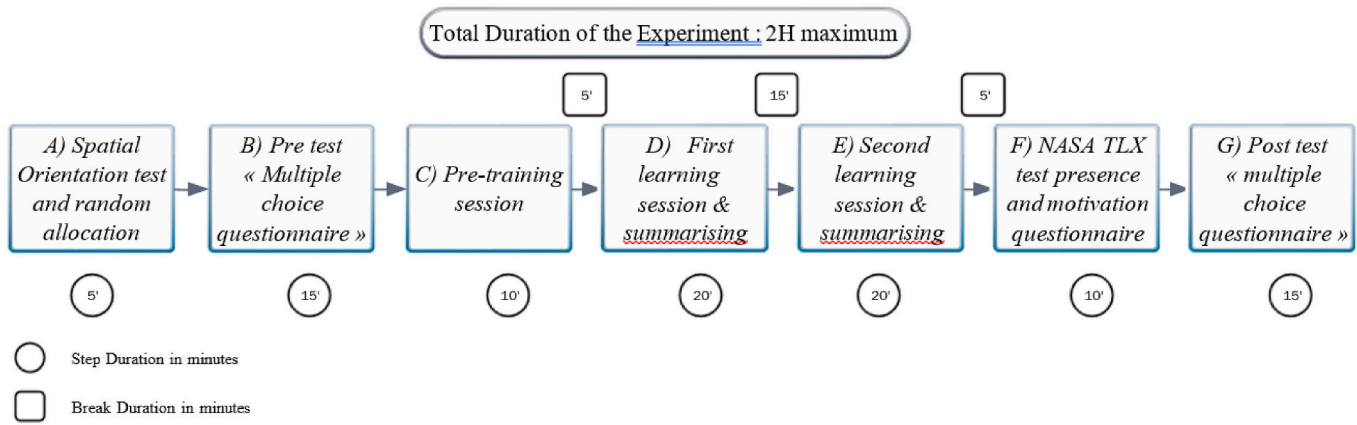 Total Duration of the Experiment : 2H maximum
5'
15'
5'
A) Spatial
Orientation test
and random
allocation
B) Pre test
« Multiple
choice
questionnaire »
C) Pre-training
session
D) First
learning
session &
summarising
E) Second
learning
session &
summarising
F) NASA TLX
test presence
and motivation
questionnaire
G) Post test
« multiple
choice
questionnaire »
5'
15'
10'
20'
20'
10'
15'
Step Duration in minutes
Break Duration in minutes